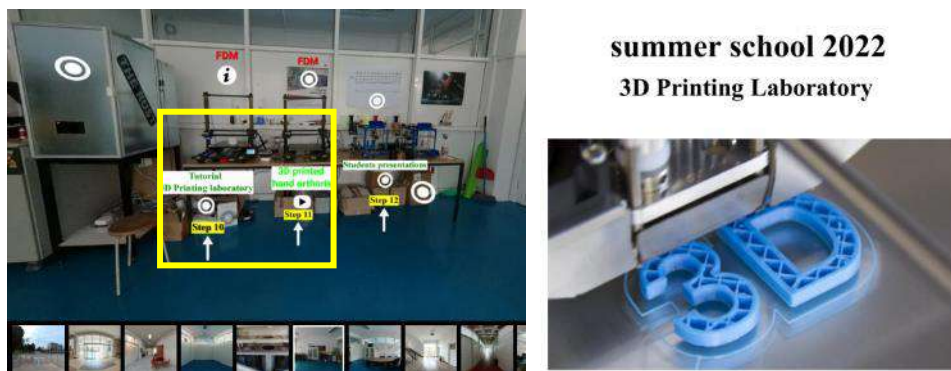 FDM
FDM
Tutorial
3D Printing laboratory
3D printed
hand orthosis
Students presentations
Step 10
Step 11
Step 12
summer school 2022
3D Printing Laboratory
3D